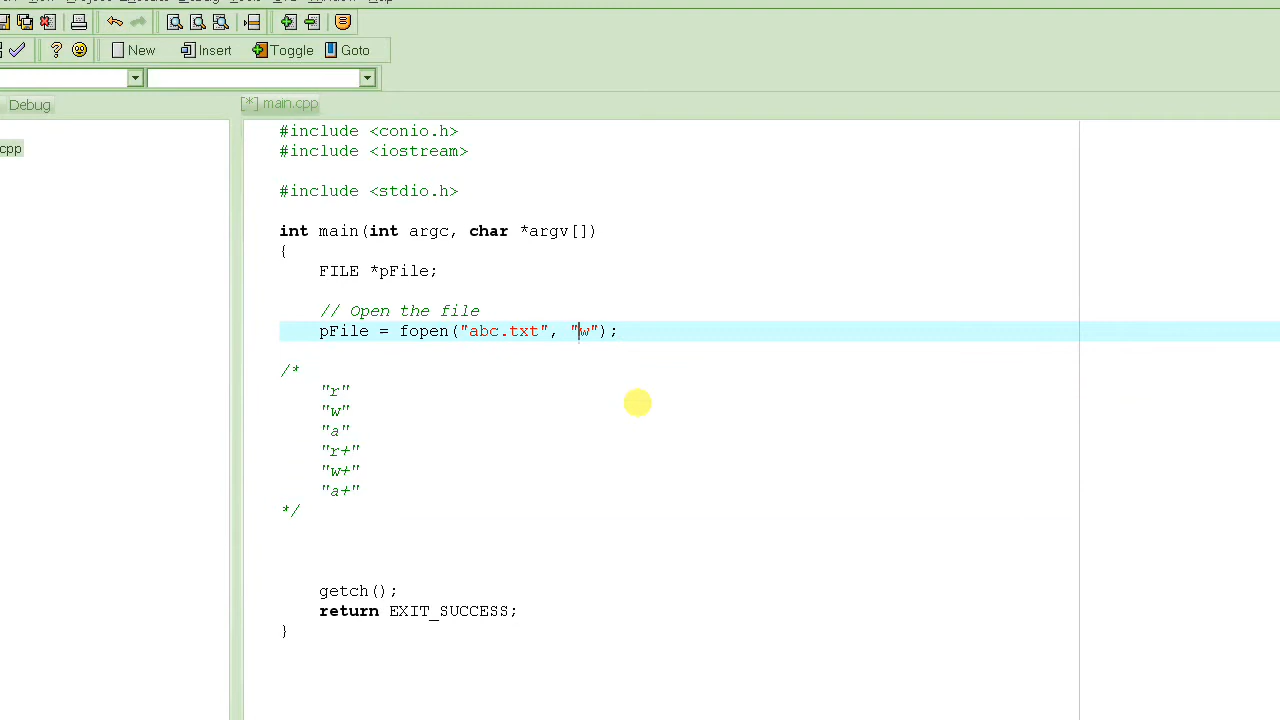 New Insert Toggle Goto
Debug
[*] main.cpp
cpp
#include <conio.h>
#include <iostream>
#include <stdio.h>
int main(int argc, char *argv[])
{
FILE *pFile;
// Open the file
pFile = fopen("abc.txt", "w");
/*
"r"
"w"
"a"
"r+"
"w+"
"a+"
*/
getch();
return EXIT_SUCCESS;
}